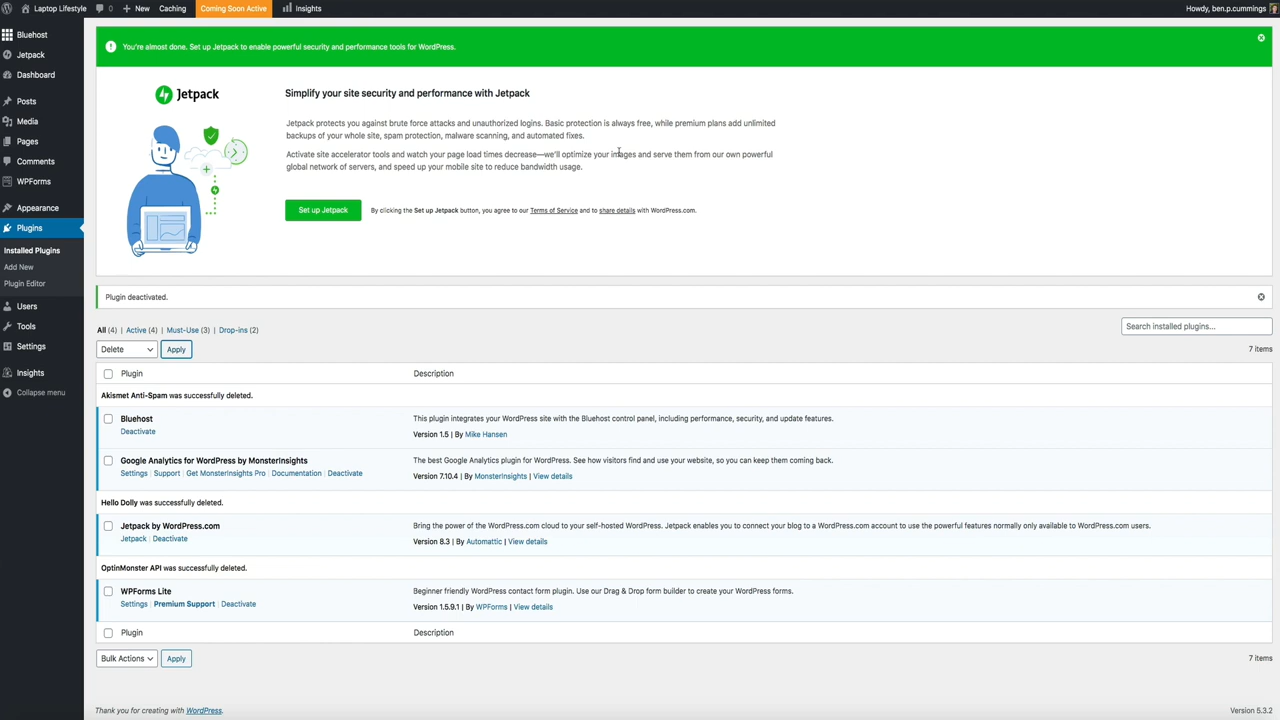 Laptop Lifestyle 0 New Caching Coming Soon Active Insights Howdy, ben.p.cummings
Bluehost
Jetpack
Dashboard
Posts
Media
Pages
Comments
WPForms
Appearance
Plugins
Installed Plugins
Add New
Plugin Editor
Users
Tools
Settings
Insights
Collapse menu
You're almost done. Set up Jetpack to enable powerful security and performance tools for WordPress.
Jetpack
Simplify your site security and performance with Jetpack
Jetpack protects you against brute force attacks and unauthorized logins. Basic protection is always free, while premium plans add unlimited
backups of your whole site, spam protection, malware scanning, and automated fixes.
Activate site accelerator tools and watch your page load times decrease—we'll optimize your images and serve them from our own powerful
global network of servers, and speed up your mobile site to reduce bandwidth usage.
Set up Jetpack By clicking the Set up Jetpack button, you agree to our Terms of Service and to share details with WordPress.com.
Plugin deactivated.
All (4) | Active (4) | Must-Use (3) | Drop-ins (2)
Search installed plugins...
Delete Apply
7 items
Plugin Description
Akismet Anti-Spam was successfully deleted.
Bluehost This plugin integrates your WordPress site with the Bluehost control panel, including performance, security, and update features.
Deactivate Version 1.5 | By Mike Hansen
Google Analytics for WordPress by MonsterInsights The best Google Analytics plugin for WordPress. See how visitors find and use your website, so you can keep them coming back.
Settings | Support | Get MonsterInsights Pro | Documentation | Deactivate Version 7.10.4 | By MonsterInsights | View details
Hello Dolly was successfully deleted.
Jetpack by WordPress.com Bring the power of the WordPress.com cloud to your self-hosted WordPress. Jetpack enables you to connect your blog to a WordPress.com account to use the powerful features normally only available to WordPress.com users.
Jetpack | Deactivate Version 8.3 | By Automattic | View details
OptinMonster API was successfully deleted.
WPForms Lite Beginner friendly WordPress contact form plugin. Use our Drag & Drop form builder to create your WordPress forms.
Settings | Premium Support | Deactivate Version 1.5.9.1 | By WPForms | View details
Plugin Description
Bulk Actions Apply 7 items
Thank you for creating with WordPress. Version 5.3.2